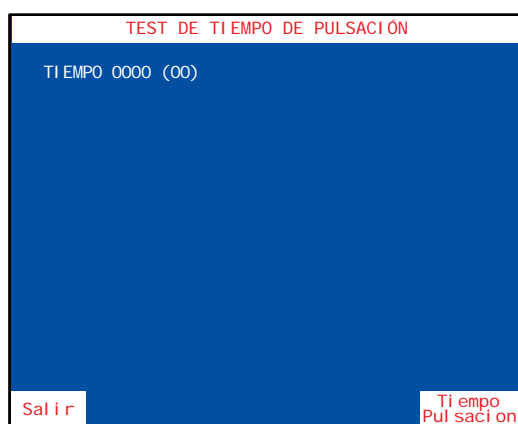 TEST DE TIEMPO DE PULSACIÓN
TIEMPO 0000 (00)
Salir
Tiempo
Pulsacion